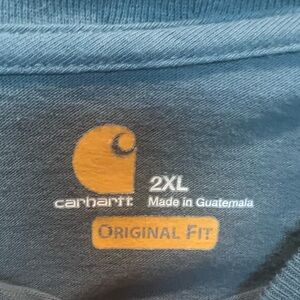 2XL
carhartt Made in Guatemala
ORIGINAL FIT